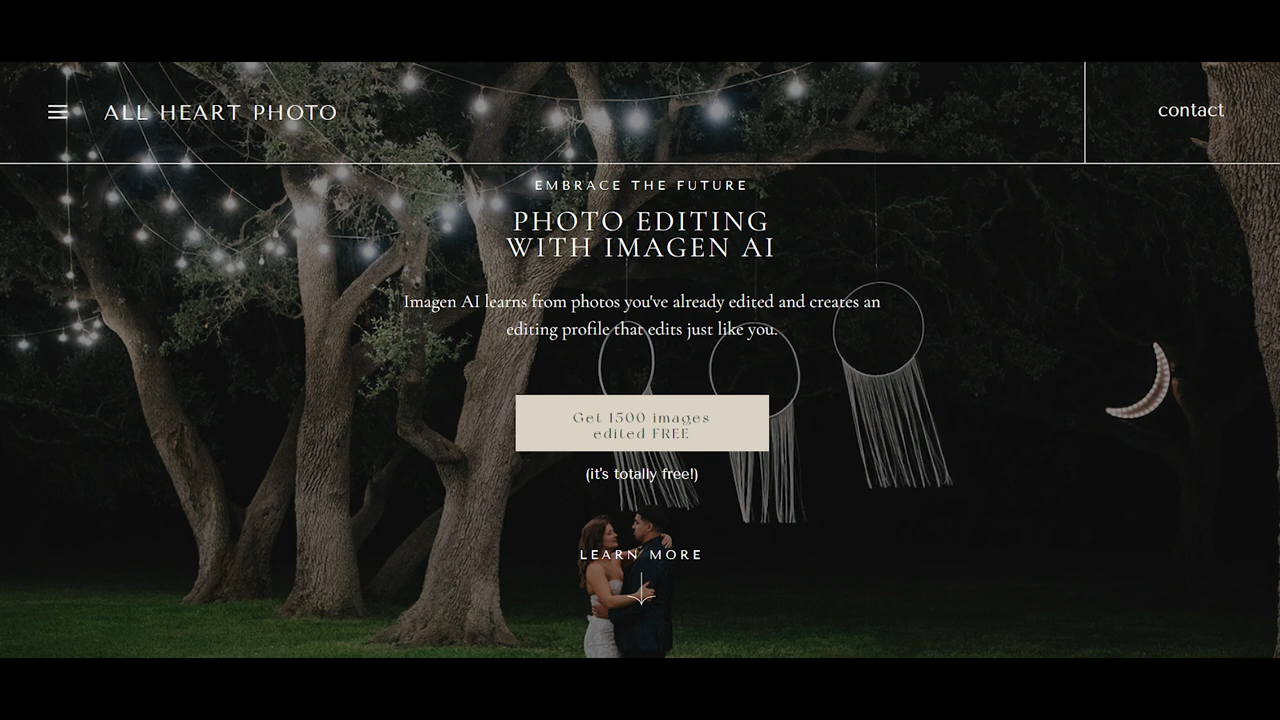 ALL HEART PHOTO
contact
EMBRACE THE FUTURE
PHOTO EDITING
WITH IMAGEN AI
Imagen AI learns from photos you've already edited and creates an
editing profile that edits just like you.
Get 1500 images
edited FREE
(it's totally free!)
LEARN MORE